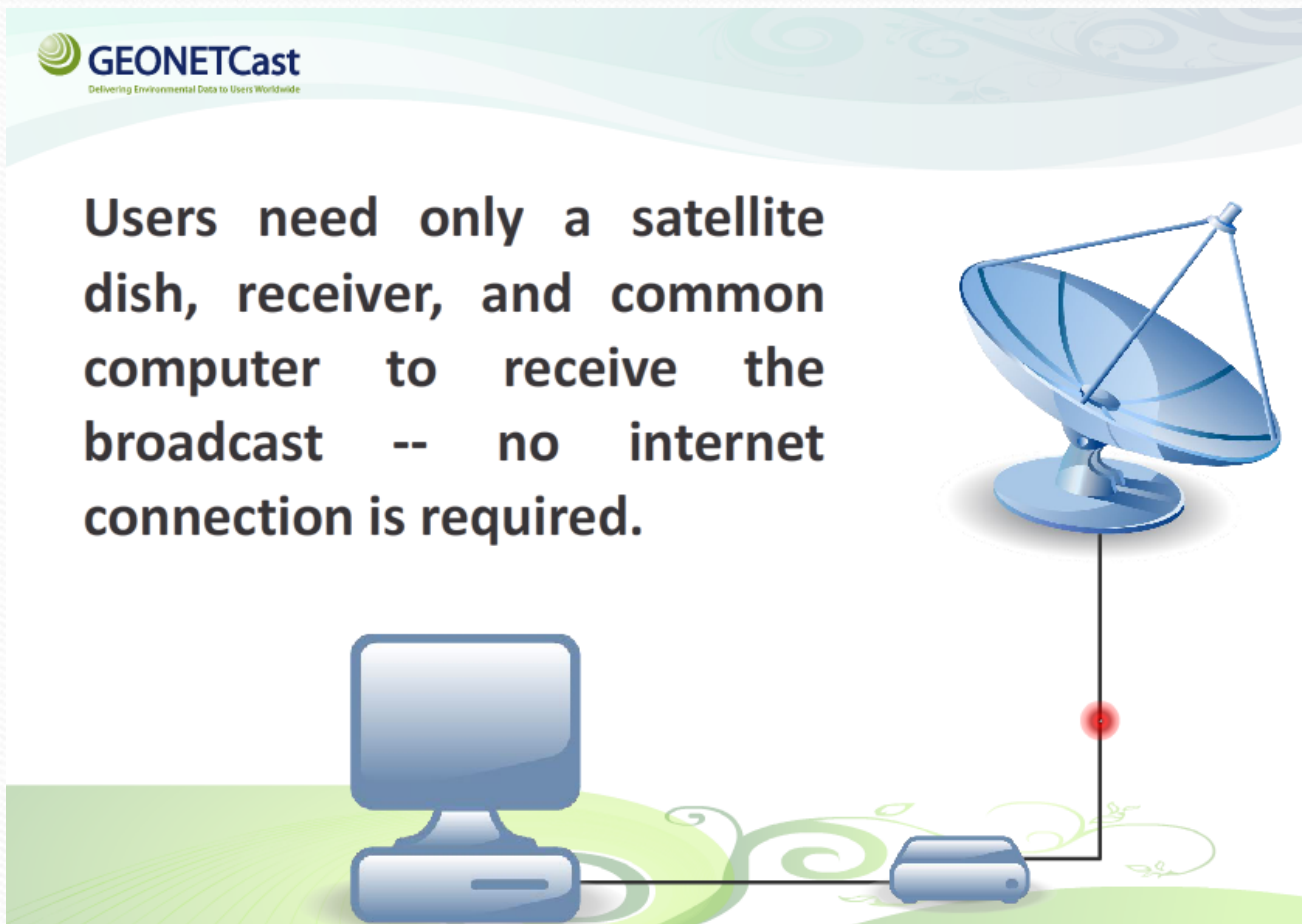 GEONETCast
Delivering Environmental Data to Users Worldwide
Users need only a satellite
dish, receiver, and common
computer to receive the
broadcast -- no internet
connection is required.